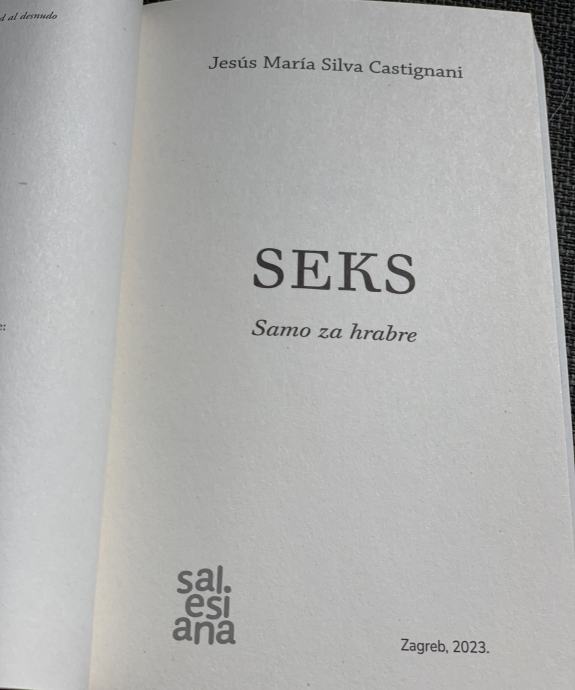 d al desnudo
Jesús María Silva Castignani
SEKS
Samo za hrabre
sal.
esi
ana
Zagreb, 2023.